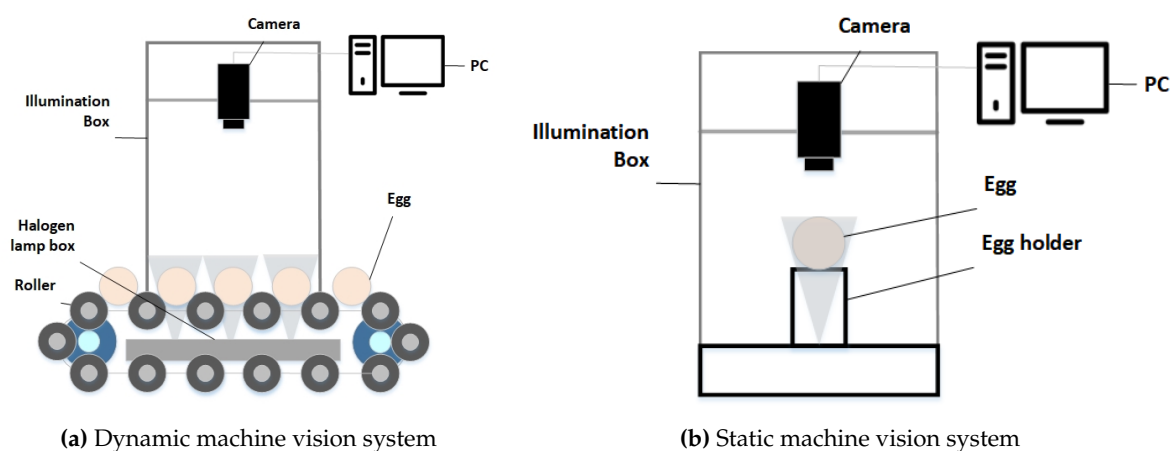 Camera
PC
Illumination
Box
Egg
Halogen
lamp box
Roller
(a) Dynamic machine vision system
Camera
PC
Illumination
Box
Egg
Egg holder
(b) Static machine vision system